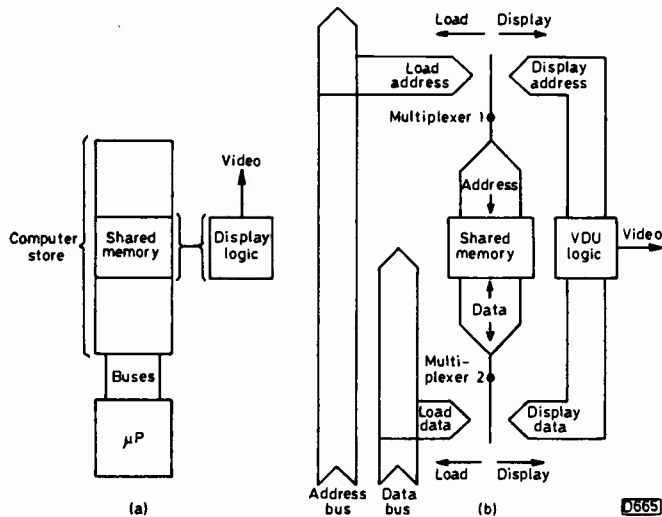 Video
Computer
store
Shared
memory
Display
logic
Buses
µP
(a)
Load
Display
Load
address
Display
address
Multiplexer 1
Address
Shared
memory
VDU
logic
Video
Data
Multi-
plexer 2
Load
data
Display
data
Load
Display
Address
bus
Data
bus
(b)
D665